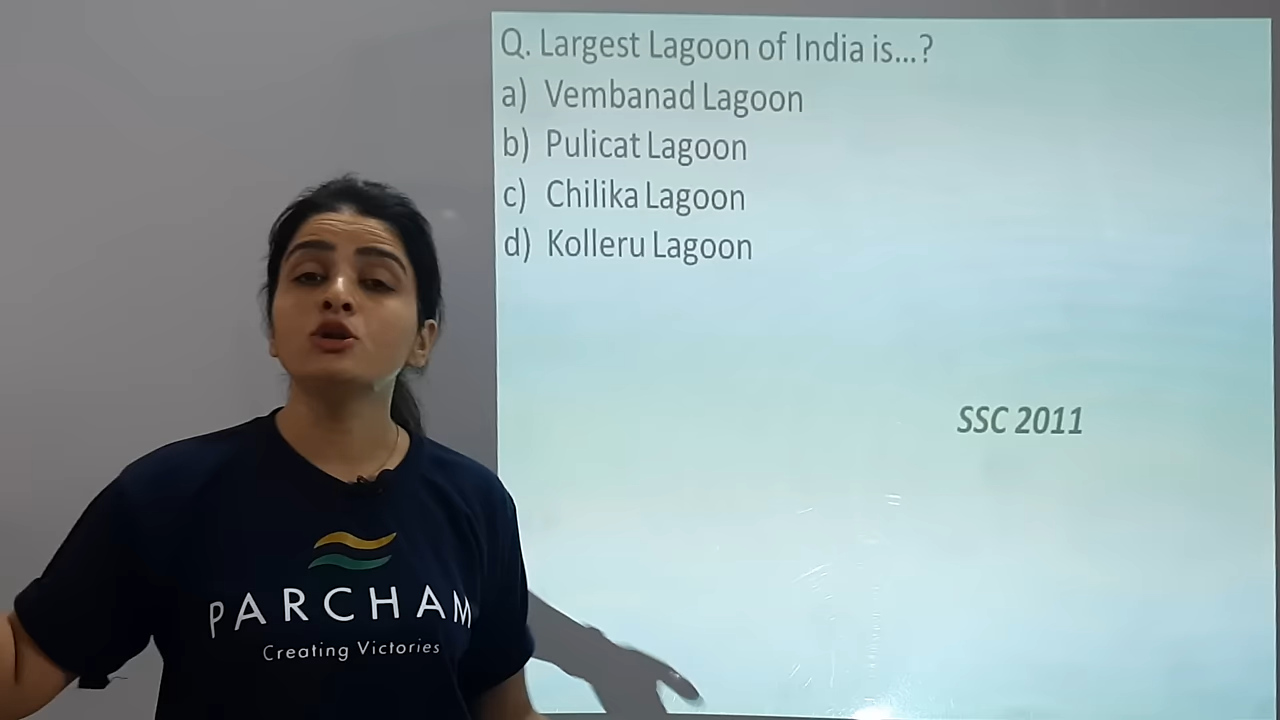 Q. Largest Lagoon of India is...?
a) Vembanad Lagoon
b) Pulicat Lagoon
c) Chilika Lagoon
d) Kolleru Lagoon
SSC 2011
PARCHAM
Creating Victories